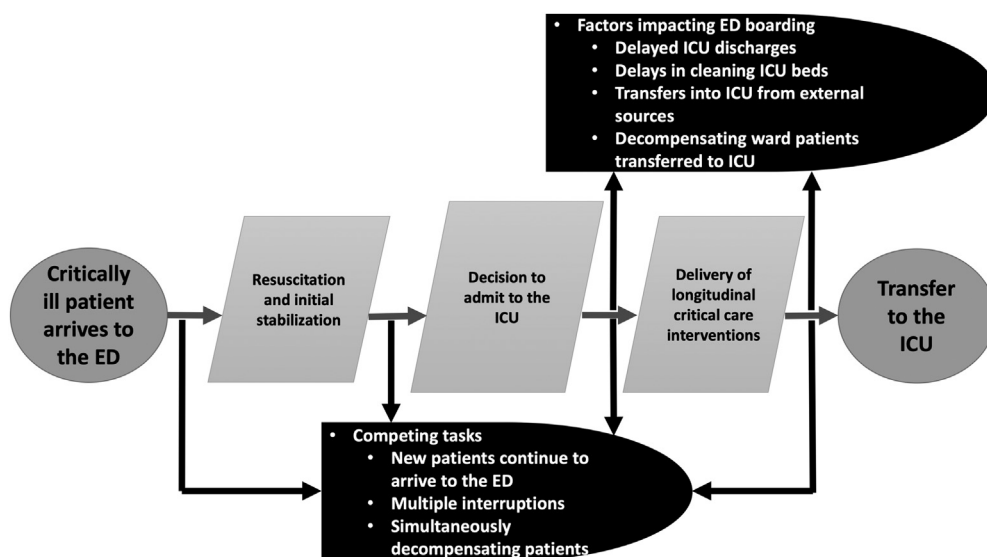 • Factors impacting ED boarding
• Delayed ICU discharges
• Delays in cleaning ICU beds
• Transfers into ICU from external
sources
• Decompensating ward patients
transferred to ICU
Critically
ill patient
arrives to
the ED
Resuscitation
and initial
stabilization
Decision to
admit to the
ICU
Delivery of
longitudinal
critical care
interventions
Transfer
to the
ICU
• Competing tasks
• New patients continue to
arrive to the ED
• Multiple interruptions
• Simultaneously
decompensating patients